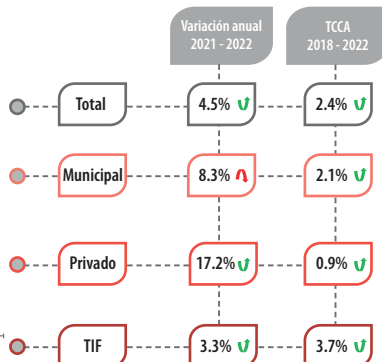 Variación anual
2021 - 2022
TCCA
2018 - 2022
Total
4.5%
2.4%
Municipal
8.3%
2.1%
Privado
17.2%
0.9%
TIF
3.3%
3.7%